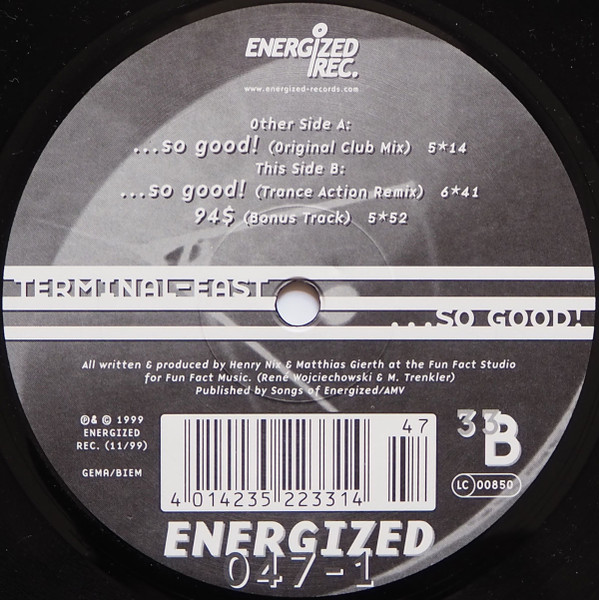 ENERGIZED
REC.
www.energized-records.com
Other Side A:
...so good! (Original Club Mix) 5*14
This Side B:
...so good! (Trance Action Remix) 6*41
94$ (Bonus Track) 5*52
TERMINAL-EAST
...SO GOOD!
All written & produced by Henry Nix & Matthias Gierth at the Fun Fact Studio
for Fun Fact Music. (René Wojciechowski & M. Trenkler)
Published by Songs of Energized/AMV
℗& © 1999
ENERGIZED
REC. (11/99)
GEMA/BIEM
47
4 014235 223314
33
B
LC 00850
ENERGIZED
047-1